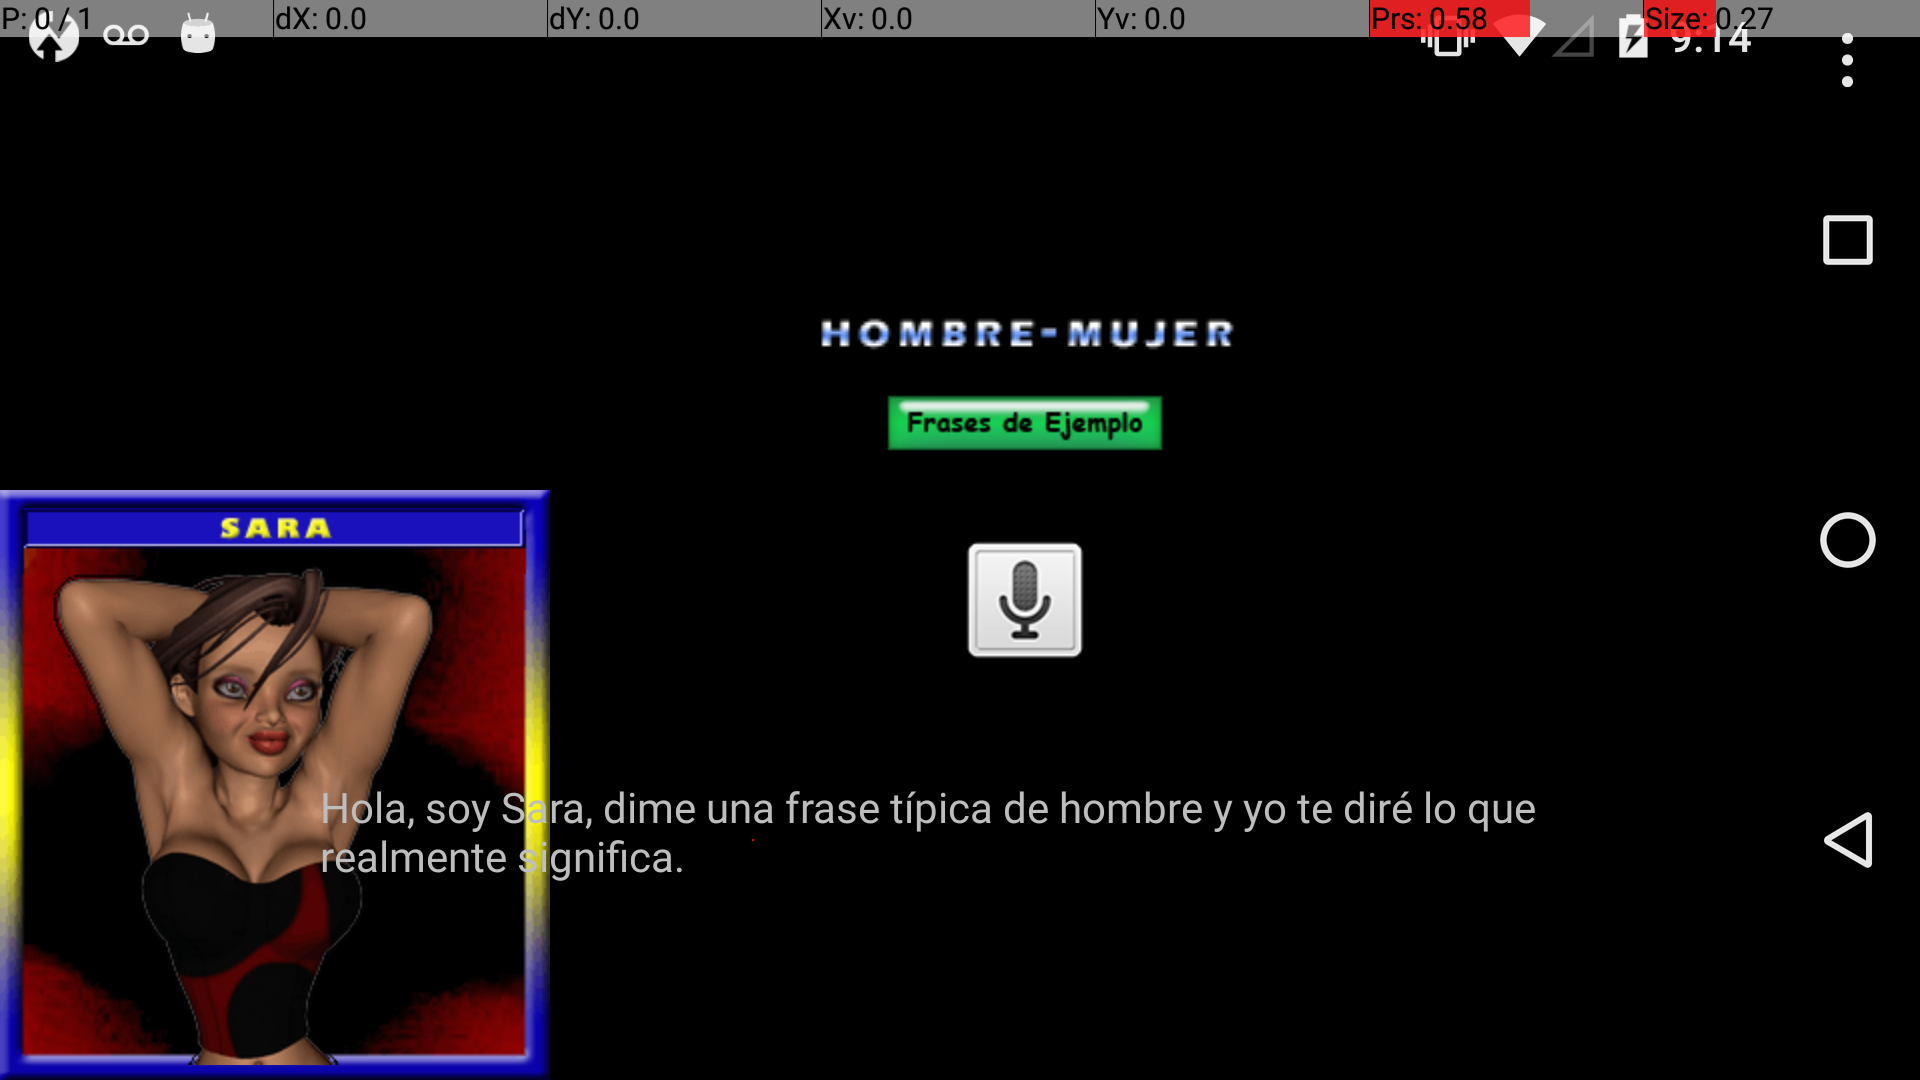 P: 0 / 1 dX: 0.0 dY: 0.0 Xv: 0.0 Yv: 0.0 Prs: 0.58 Size: 0.27
9:14
HOMBRE-MUJER
Frases de Ejemplo
SARA
Hola, soy Sara, dime una frase típica de hombre y yo te diré lo que
realmente significa.